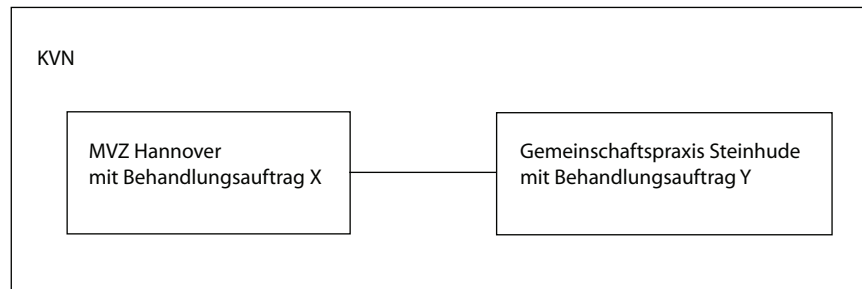 KVN
MVZ Hannover
mit Behandlungsauftrag X
Gemeinschaftspraxis Steinhude
mit Behandlungsauftrag Y